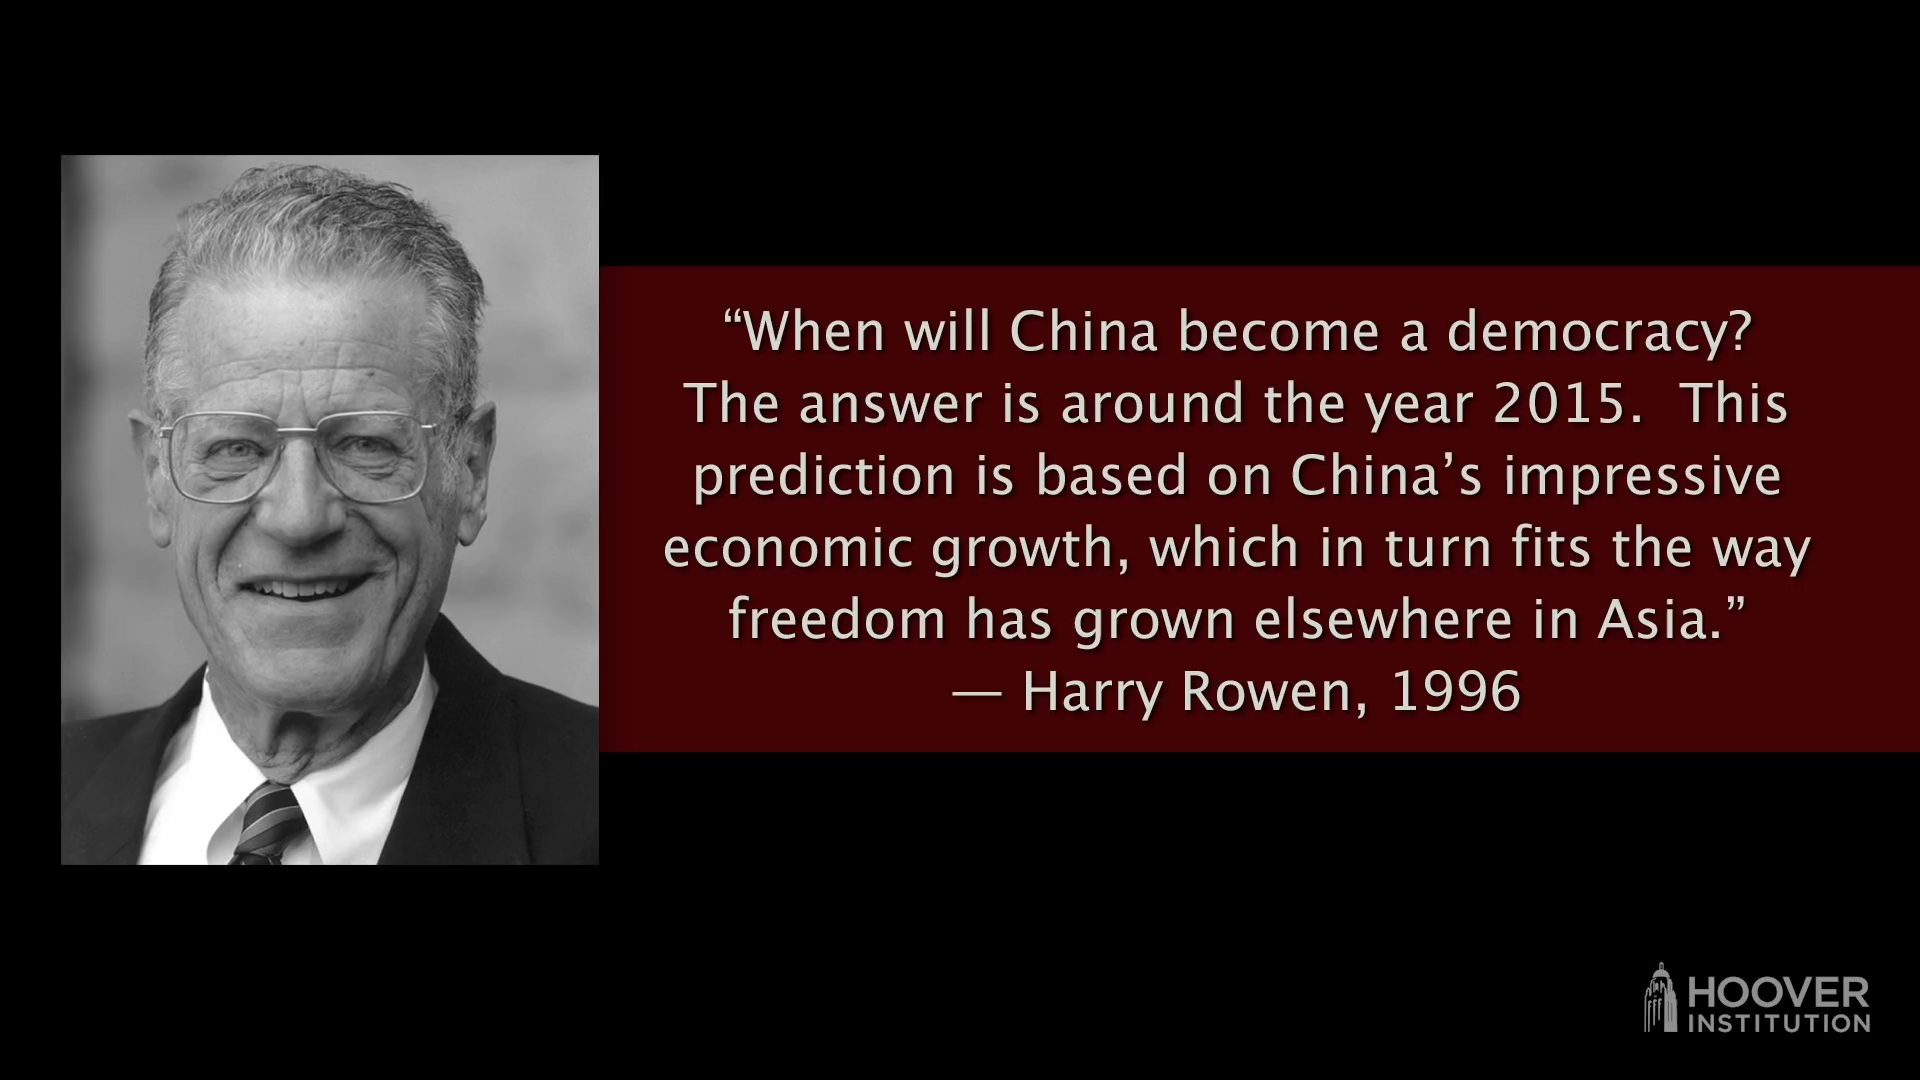 “When will China become a democracy?
The answer is around the year 2015.  This
prediction is based on China’s impressive
economic growth, which in turn fits the way
freedom has grown elsewhere in Asia.”
— Harry Rowen, 1996
HOOVER
INSTITUTION